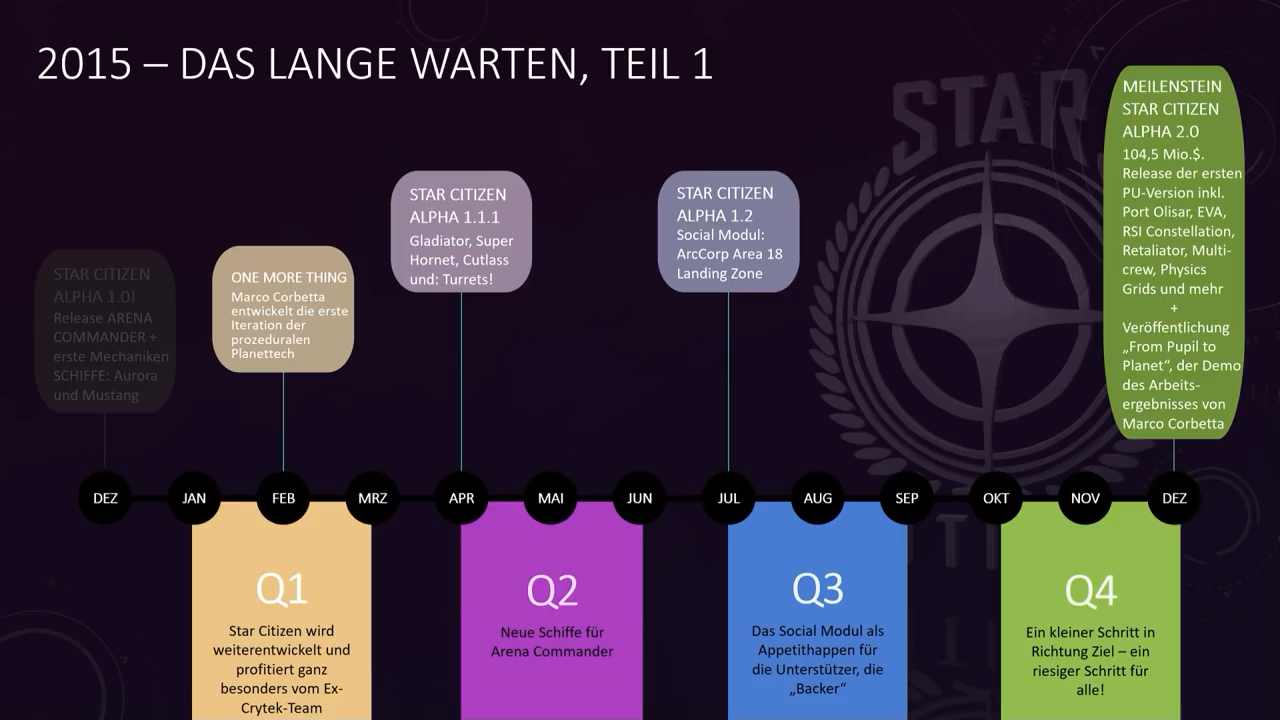 2015 – DAS LANGE WARTEN, TEIL 1
STAR CITIZEN
ALPHA 1.0!
Release ARENA
COMMANDER +
erste Mechaniken
SCHIFFE: Aurora
und Mustang
ONE MORE THING
Marco Corbetta
entwickelt die erste
Iteration der
prozeduralen
Planettech
STAR CITIZEN
ALPHA 1.1.1
Gladiator, Super
Hornet, Cutlass
und: Turrets!
STAR CITIZEN
ALPHA 1.2
Social Modul:
ArcCorp Area 18
Landing Zone
STAR
MEILENSTEIN
STAR CITIZEN
ALPHA 2.0
104,5 Mio.$.
Release der ersten
PU-Version inkl.
Port Olisar, EVA,
RSI Constellation,
Retaliator, Multi-
crew, Physics
Grids und mehr
+
Veröffentlichung
„From Pupil to
Planet“, der Demo
des Arbeits-
ergebnisses von
Marco Corbetta
DEZ JAN FEB MRZ APR MAI JUN JUL AUG SEP OKT NOV DEZ
Q1
Star Citizen wird
weiterentwickelt und
profitiert ganz
besonders vom Ex-
Crytek-Team
Q2
Neue Schiffe für
Arena Commander
Q3
Das Social Modul als
Appetithappen für
die Unterstützer, die
„Backer“
Q4
Ein kleiner Schritt in
Richtung Ziel – ein
riesiger Schritt für
alle!